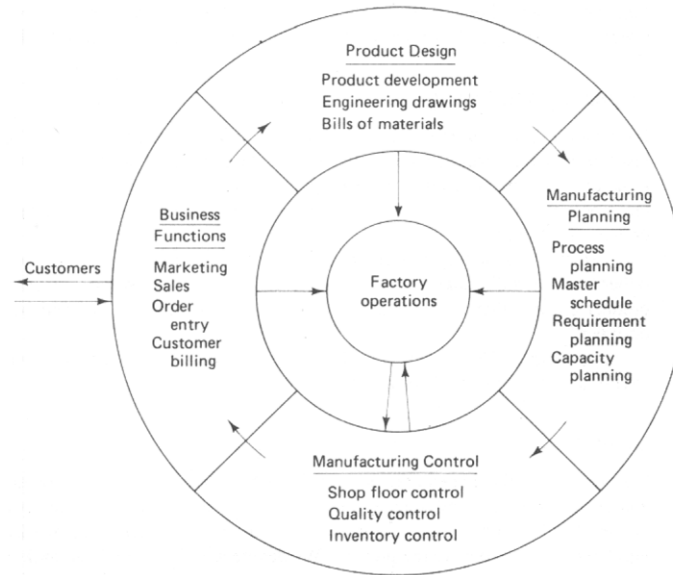 Product Design
Product development
Engineering drawings
Bills of materials
Business
Functions
Marketing
Sales
Order
entry
Customer
billing
Customers
Factory
operations
Manufacturing
Planning
Process
planning
Master
schedule
Requirement
planning
Capacity
planning
Manufacturing Control
Shop floor control
Quality control
Inventory control